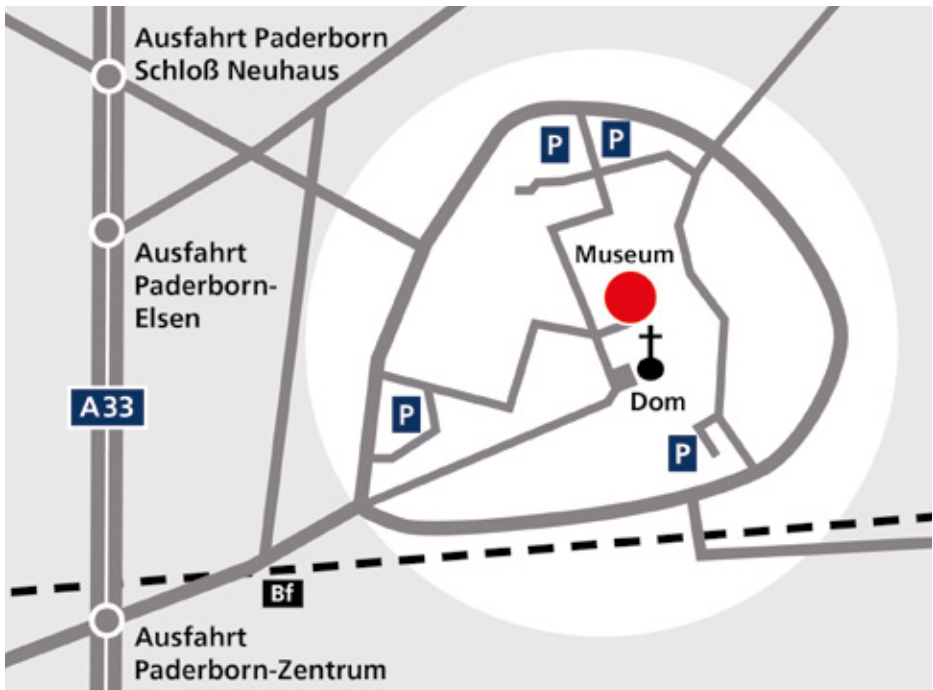 Ausfahrt Paderborn
Schloß Neuhaus
P
P
Ausfahrt
Paderborn-
Elsen
Museum
A33
P
Dom
P
Bf
Ausfahrt
Paderborn-Zentrum